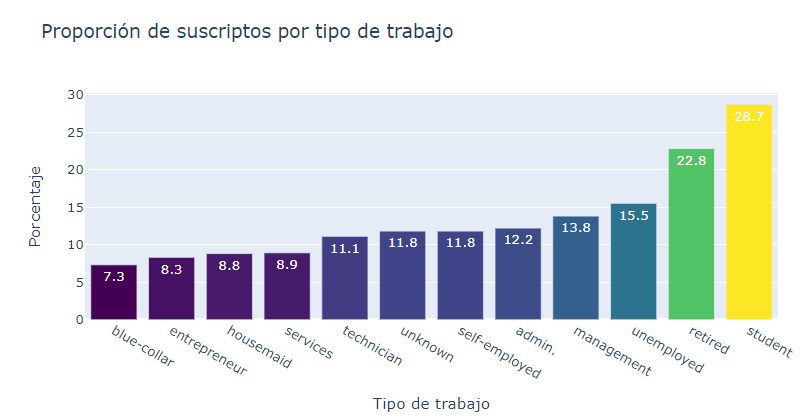 Proporción de suscriptos por tipo de trabajo
Porcentaje
30
25
20
15
10
5
0
7.3
8.3
8.8
8.9
11.1
11.8
11.8
12.2
13.8
15.5
22.8
28.7
blue-collar
entrepreneur
housemaid
services
technician
unknown
self-employed
admin.
management
unemployed
retired
student
Tipo de trabajo